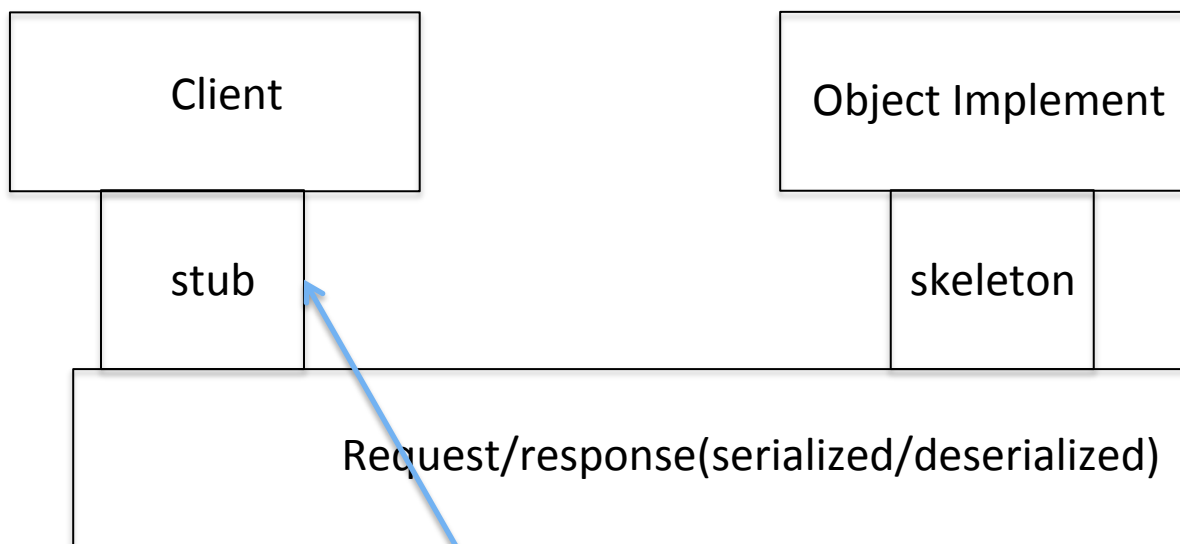 Client
Object Implement
stub
skeleton
Request/response(serialized/deserialized)